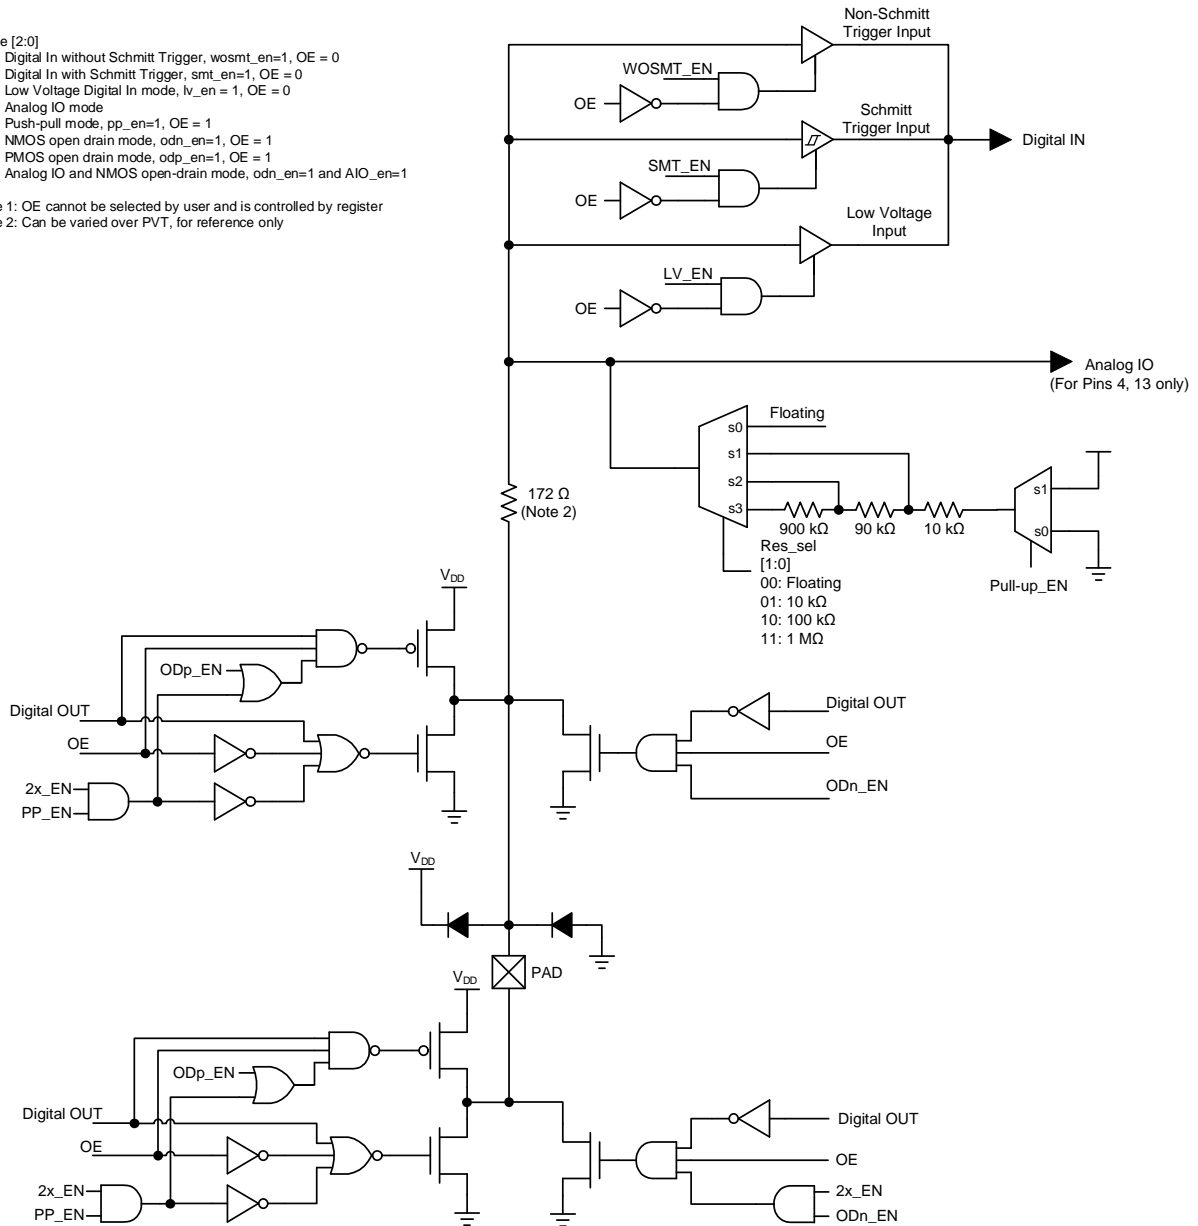 e [2:0]
Digital In without Schmitt Trigger, wosmt_en=1, OE = 0
Digital In with Schmitt Trigger, smt_en=1, OE = 0
Low Voltage Digital In mode, lv_en = 1, OE = 0
Analog IO mode
Push-pull mode, pp_en=1, OE = 1
NMOS open drain mode, odn_en=1, OE = 1
PMOS open drain mode, odp_en=1, OE = 1
Analog IO and NMOS open-drain mode, odn_en=1 and AIO_en=1
e 1: OE cannot be selected by user and is controlled by register
e 2: Can be varied over PVT, for reference only
Non-Schmitt
Trigger Input
WOSMT_EN
OE
Schmitt
Trigger Input
Digital IN
SMT_EN
OE
Low Voltage
Input
LV_EN
OE
Analog IO
(For Pins 4, 13 only)
Floating
s0
s1
s2
s3
172 Ω
(Note 2)
900 kΩ
90 kΩ
10 kΩ
s1
s0
Pull-up_EN
Res_sel
[1:0]
00: Floating
01: 10 kΩ
10: 100 kΩ
11: 1 MΩ
VDD
ODp_EN
Digital OUT
OE
2x_EN
PP_EN
Digital OUT
OE
ODn_EN
VDD
PAD
VDD
ODp_EN
Digital OUT
OE
2x_EN
PP_EN
Digital OUT
OE
2x_EN
ODn_EN